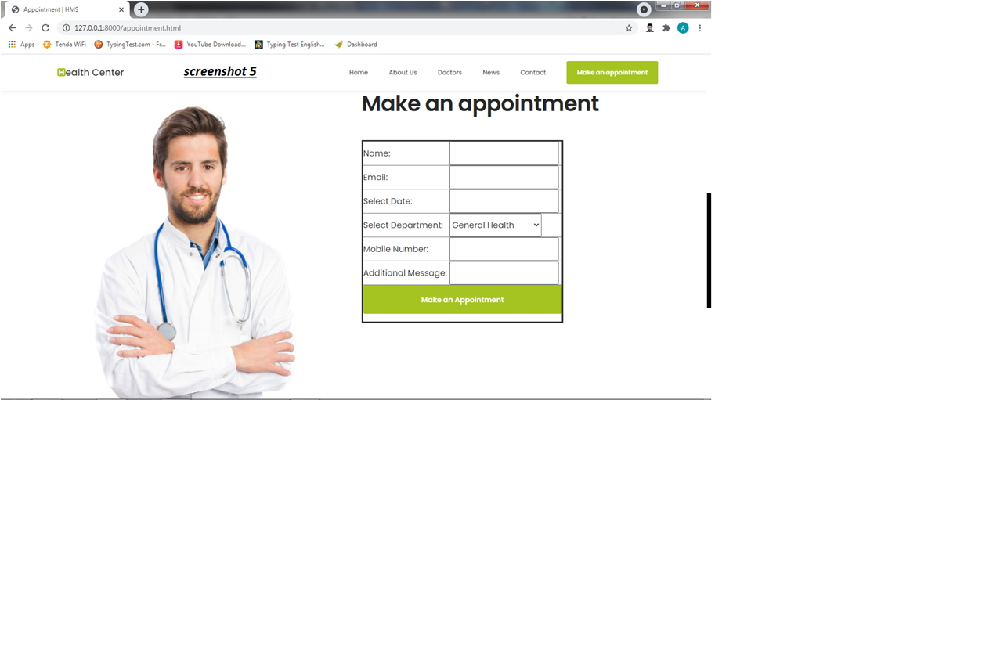 Appointment | HMS
127.0.0.1:8000/appointment.html
A
Apps Tenda WiFi TypingTest.com - Fr... YouTube Download... Typing Test English... Dashboard
Health Center screenshot 5 Home About Us Doctors News Contact Make an appointment
Make an appointment
Name:
Email:
Select Date:
Select Department: General Health
Mobile Number:
Additional Message:
Make an Appointment